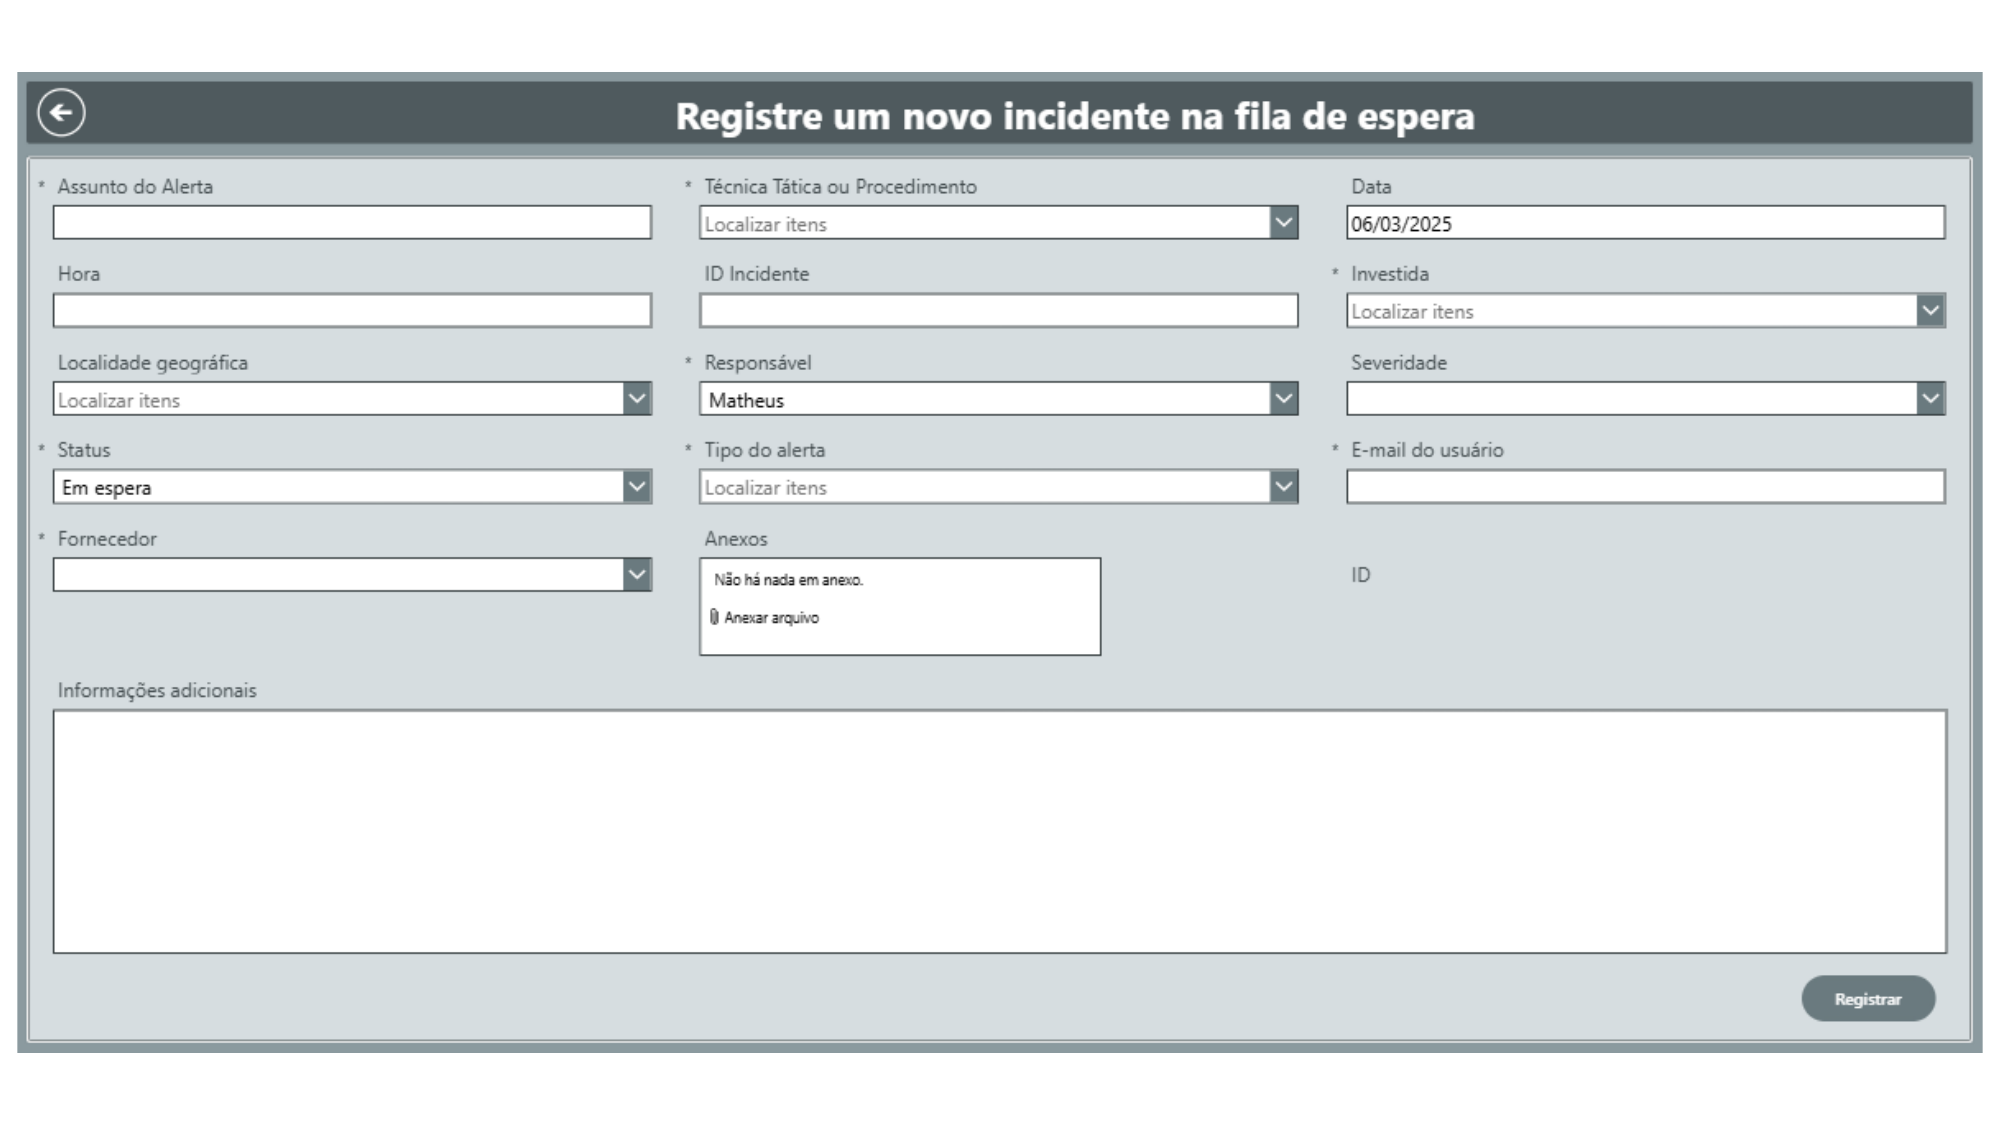 Registre um novo incidente na fila de espera
* Assunto do Alerta
* Técnica Tática ou Procedimento
Localizar itens
Data
06/03/2025
Hora
ID Incidente
* Investida
Localizar itens
Localidade geográfica
Localizar itens
* Responsável
Matheus
Severidade
* Status
Em espera
* Tipo do alerta
Localizar itens
* E-mail do usuário
* Fornecedor
Anexos
Não há nada em anexo.
Anexar arquivo
ID
Informações adicionais
Registrar